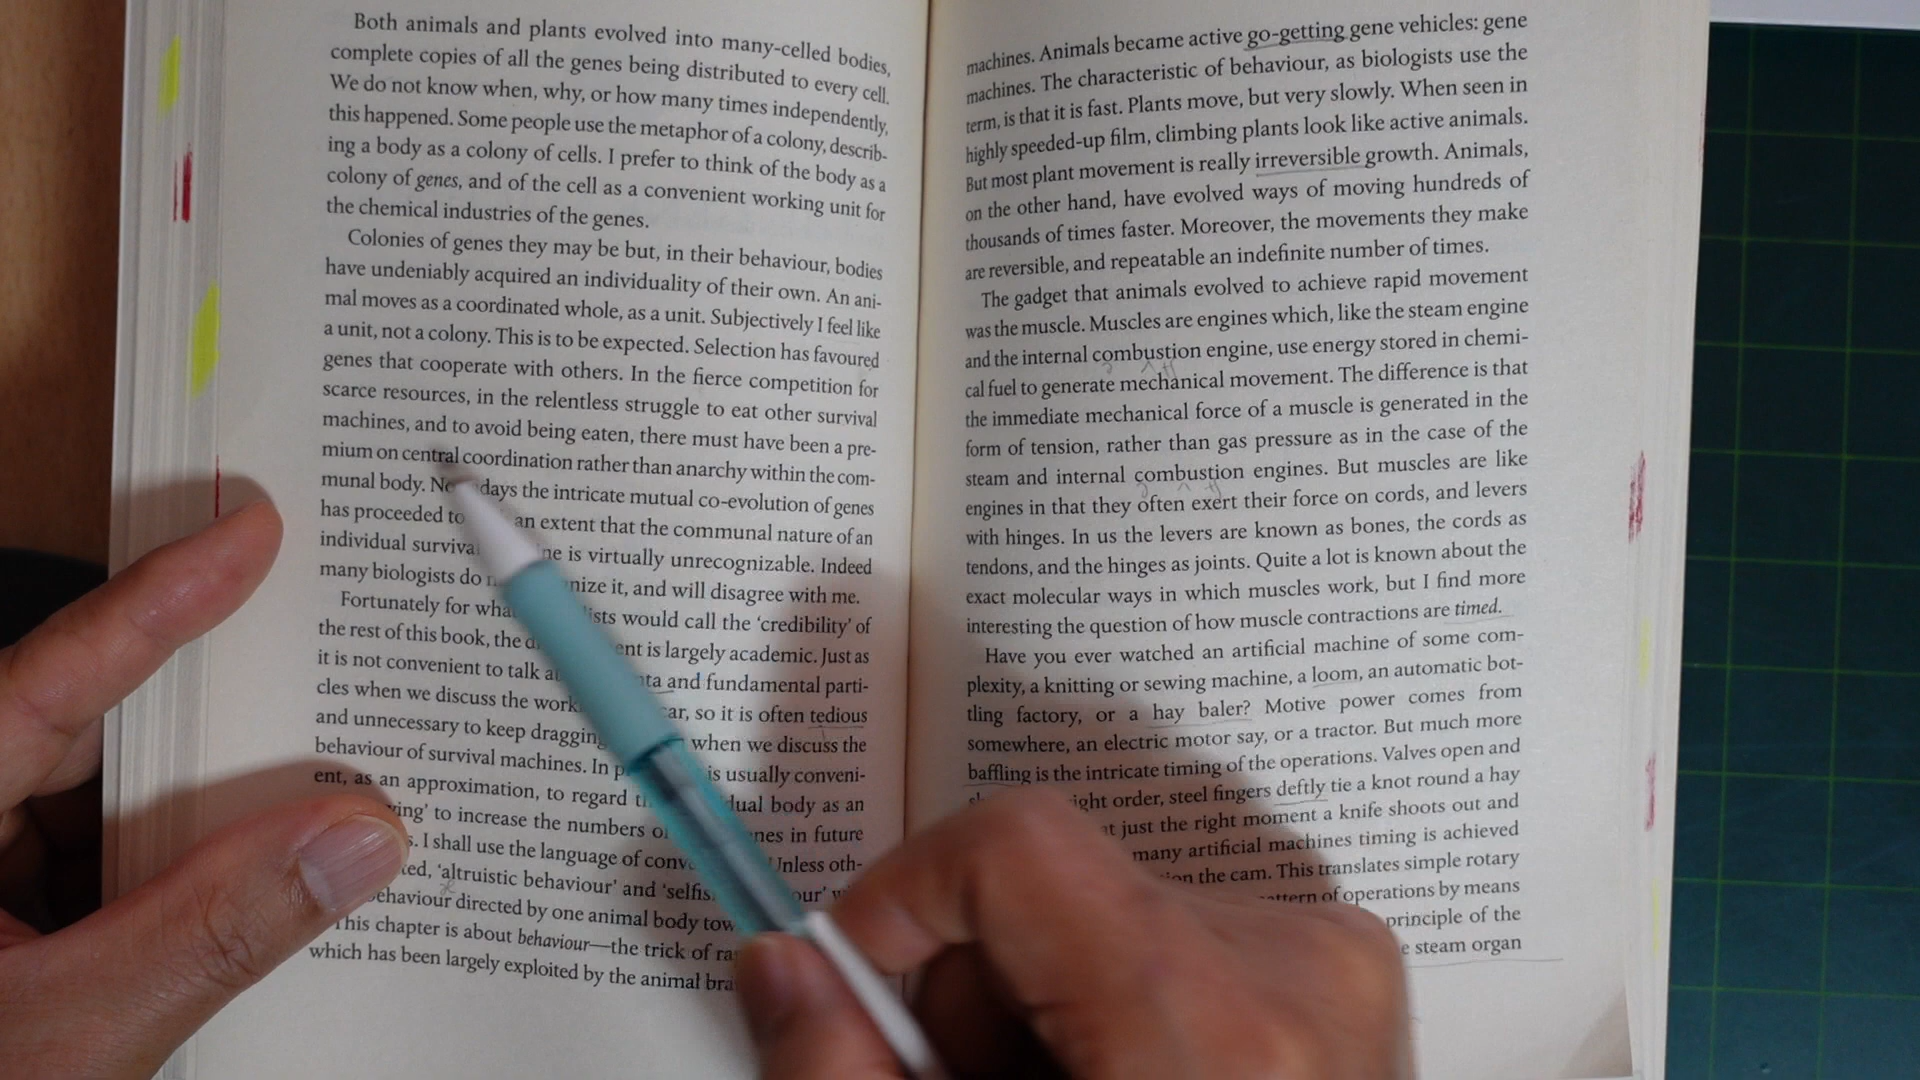 Both animals and plants evolved into many-celled bodies,
complete copies of all the genes being distributed to every cell.
We do not know when, why, or how many times independently,
this happened. Some people use the metaphor of a colony, describ-
ing a body as a colony of cells. I prefer to think of the body as a
colony of genes, and of the cell as a convenient working unit for
the chemical industries of the genes.
Colonies of genes they may be but, in their behaviour, bodies
have undeniably acquired an individuality of their own. An ani-
mal moves as a coordinated whole, as a unit. Subjectively I feel like
a unit, not a colony. This is to be expected. Selection has favoured
genes that cooperate with others. In the fierce competition for
scarce resources, in the relentless struggle to eat other survival
machines, and to avoid being eaten, there must have been a pre-
mium on central coordination rather than anarchy within the com-
munal body. days the intricate mutual co-evolution of genes
has proceeded to an extent that the communal nature of an
individual is virtually unrecognizable. Indeed
many biologists do it, and will disagree with me.
Fortunately for would call the ‘credibility’ of
the rest of this book, the is largely academic. Just as
it is not convenient to talk and fundamental parti-
cles when we discuss the car, so it is often tedious
and unnecessary to keep when we discuss the
behaviour of survival machines. In is usually conveni-
ent, as an approximation, to regard body as an
to increase the numbers in future
I shall use the language of Unless oth-
‘altruistic behaviour’ and
directed by one animal body
This chapter is about behaviour—the trick of
which has been largely exploited by the animal
machines. Animals became active go-getting gene vehicles: gene
machines. The characteristic of behaviour, as biologists use the
term, is that it is fast. Plants move, but very slowly. When seen in
highly speeded-up film, climbing plants look like active animals.
But most plant movement is really irreversible growth. Animals,
on the other hand, have evolved ways of moving hundreds of
thousands of times faster. Moreover, the movements they make
are reversible, and repeatable an indefinite number of times.
The gadget that animals evolved to achieve rapid movement
was the muscle. Muscles are engines which, like the steam engine
and the internal combustion engine, use energy stored in chemi-
cal fuel to generate mechanical movement. The difference is that
the immediate mechanical force of a muscle is generated in the
form of tension, rather than gas pressure as in the case of the
steam and internal combustion engines. But muscles are like
engines in that they often exert their force on cords, and levers
with hinges. In us the levers are known as bones, the cords as
tendons, and the hinges as joints. Quite a lot is known about the
exact molecular ways in which muscles work, but I find more
interesting the question of how muscle contractions are timed.
Have you ever watched an artificial machine of some com-
plexity, a knitting or sewing machine, a loom, an automatic bot-
tling factory, or a hay baler? Motive power comes from
somewhere, an electric motor say, or a tractor. But much more
baffling is the intricate timing of the operations. Valves open and
order, steel fingers deftly tie a knot round a hay
just the right moment a knife shoots out and
many artificial machines timing is achieved
the cam. This translates simple rotary
of operations by means
principle of the
steam organ